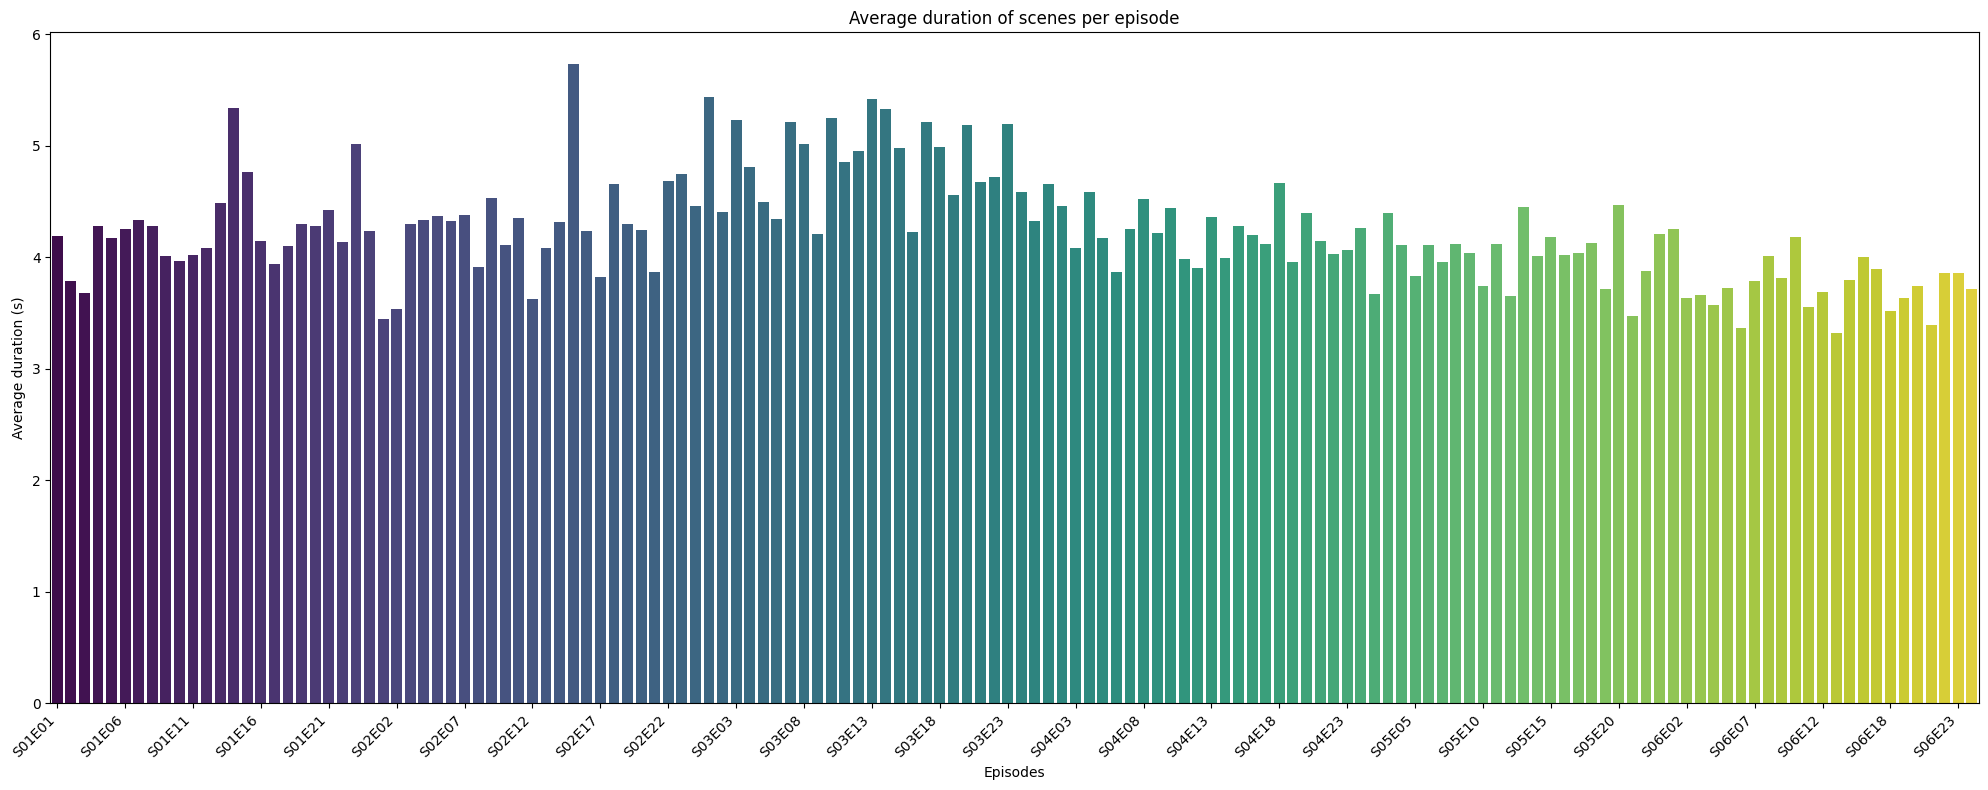 Average duration of scenes per episode
6
5
4
3
2
1
0
Average duration (s)
S01E01
S01E06
S01E11
S01E16
S01E21
S02E02
S02E07
S02E12
S02E17
S02E22
S03E03
S03E08
S03E13
S03E18
S03E23
S04E03
S04E08
S04E13
S04E18
S04E23
S05E05
S05E10
S05E15
S05E20
S06E02
S06E07
S06E12
S06E18
S06E23
Episodes